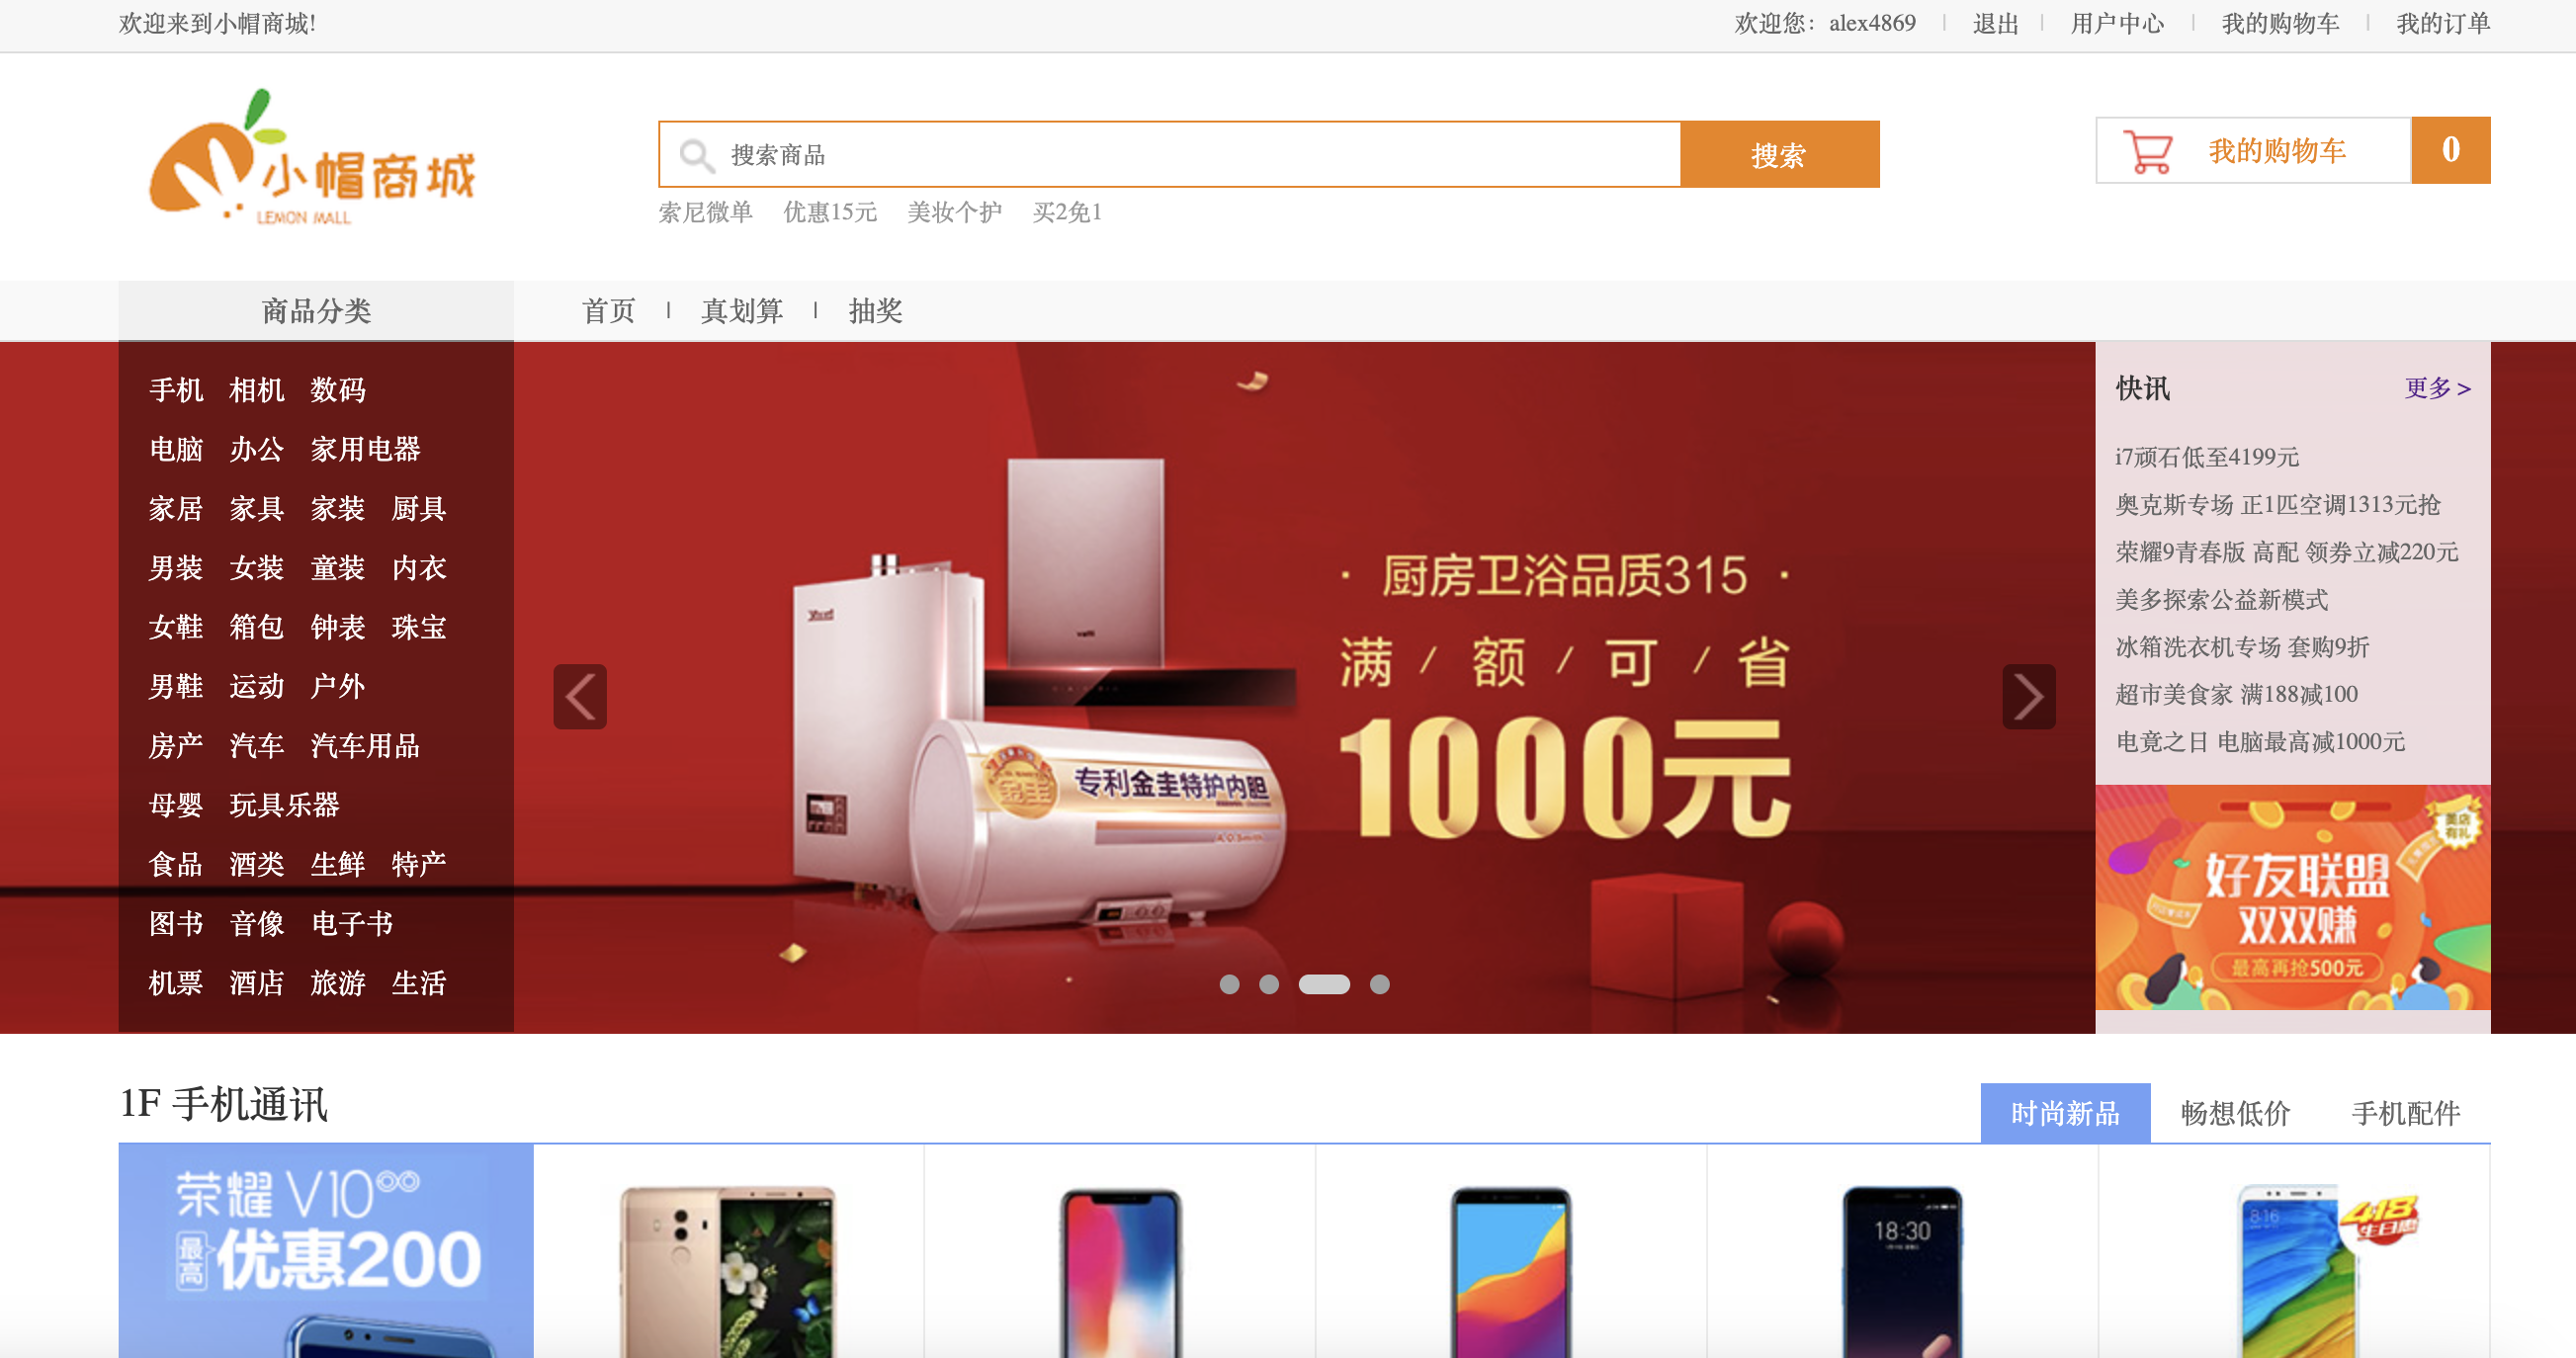 欢迎来到小帽商城!
欢迎您：alex4869 | 退出 | 用户中心 | 我的购物车 | 我的订单
小帽商城
LEMON MALL
搜索商品
搜索
我的购物车 0
索尼微单 优惠15元 美妆个护 买2免1
商品分类
首页 | 真划算 | 抽奖
手机 相机 数码
电脑 办公 家用电器
家居 家具 家装 厨具
男装 女装 童装 内衣
女鞋 箱包 钟表 珠宝
男鞋 运动 户外
房产 汽车 汽车用品
母婴 玩具乐器
食品 酒类 生鲜 特产
图书 音像 电子书
机票 酒店 旅游 生活
· 厨房卫浴品质315 ·
满 / 额 / 可 / 省
1000元
vatti
专利金圭特护内胆
金圭
A.O.Smith
快讯
更多 >
i7顽石低至4199元
奥克斯专场 正1匹空调1313元抢
荣耀9青春版 高配 领券立减220元
美多探索公益新模式
冰箱洗衣机专场 套购9折
超市美食家 满188减100
电竟之日 电脑最高减1000元
好友联盟
双双赚
最高再抢500元
1F 手机通讯
时尚新品 畅想低价 手机配件
荣耀 V10
最高 优惠200
18:30
8:16
418
生日惠